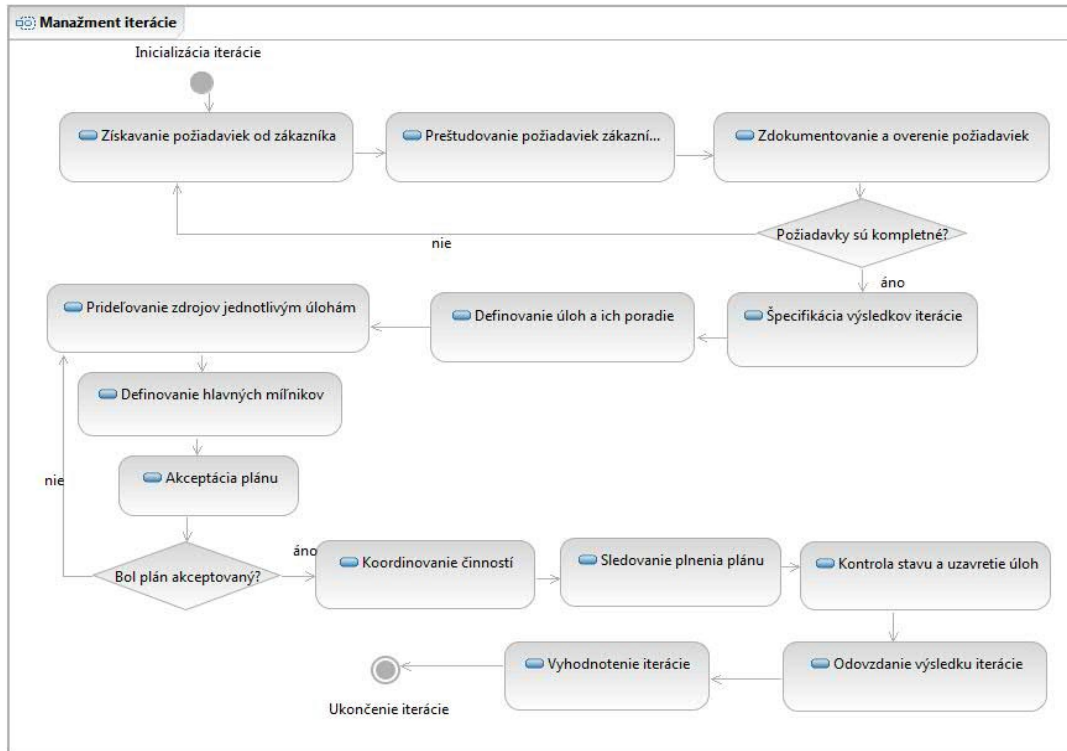 Manažment iterácie
Inicializácia iterácie
Získavanie požiadaviek od zákazníka
Preštudovanie požiadaviek zákazní...
Zdokumentovanie a overenie požiadaviek
Požiadavky sú kompletné?
nie
áno
Prideľovanie zdrojov jednotlivým úlohám
Definovanie úloh a ich poradie
Špecifikácia výsledkov iterácie
Definovanie hlavných míľnikov
Akceptácia plánu
nie
Bol plán akceptovaný?
áno
Koordinovanie činností
Sledovanie plnenia plánu
Kontrola stavu a uzavretie úloh
Vyhodnotenie iterácie
Odovzdanie výsledku iterácie
Ukončenie iterácie